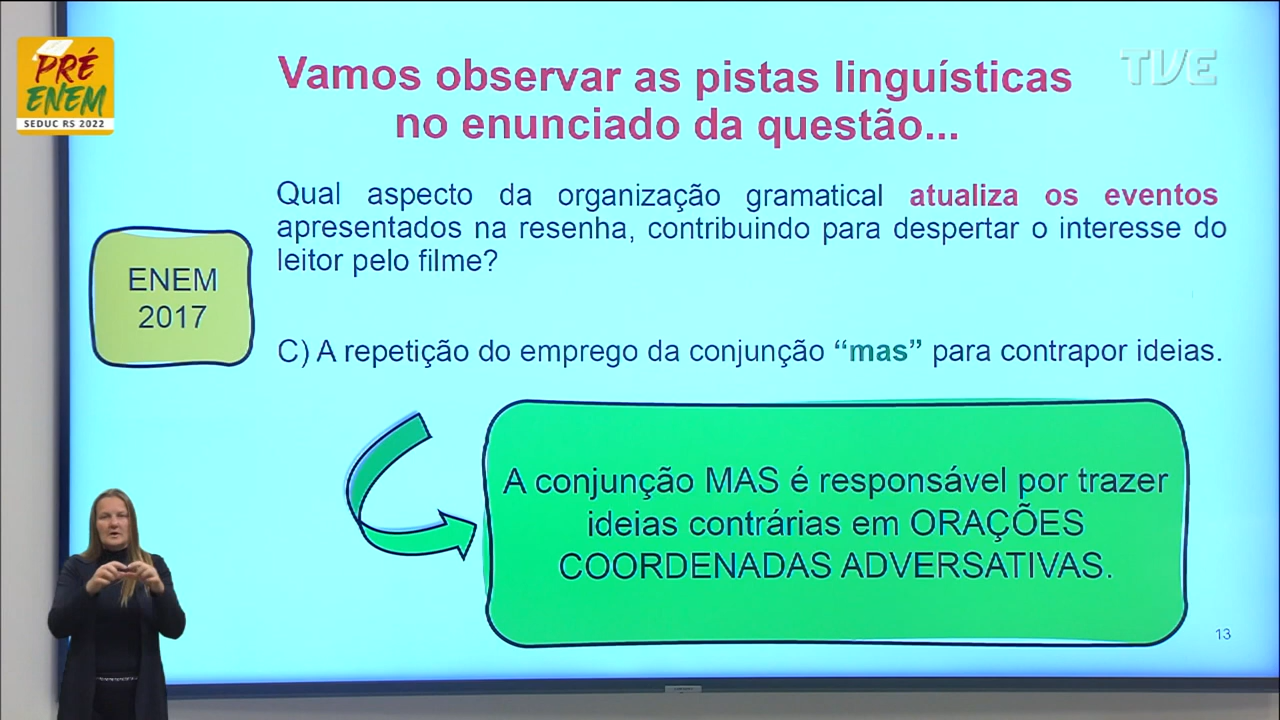 PRÉ
ENEM
SEDUC RS 2022
TVE
Vamos observar as pistas linguísticas
no enunciado da questão...
Qual aspecto da organização gramatical atualiza os eventos
apresentados na resenha, contribuindo para despertar o interesse do
leitor pelo filme?
ENEM
2017
C) A repetição do emprego da conjunção “mas” para contrapor ideias.
A conjunção MAS é responsável por trazer
ideias contrárias em ORAÇÕES
COORDENADAS ADVERSATIVAS.
13